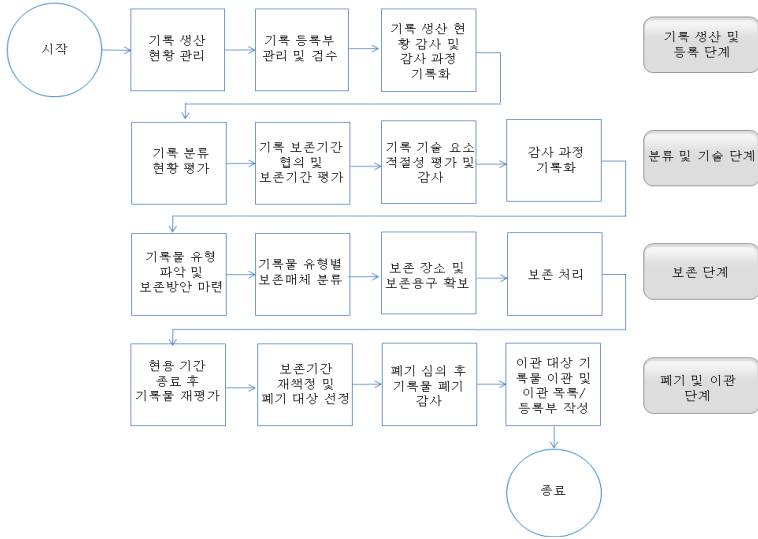 시작
기록 생산
현황 관리
기록 등록부
관리 및 검수
기록 생산 현
황 감사 및
감사 과정
기록화
기록 생산 및
등록 단계
기록 분류
현황 평가
기록 보존기간
협의 및
보존기간 평가
기록 기술 요소
적절성 평가 및
감사
감사 과정
기록화
분류 및 기술 단계
기록물 유형
파악 및
보존방안 마련
기록물 유형별
보존매체 분류
보존 장소 및
보존용구 확보
보존 처리
보존 단계
현용 기간
종료 후
기록물 재평가
보존기간
재책정 및
폐기 대상 선정
폐기 심의 후
기록물 폐기
감사
이관 대상 기
록물 이관 및
이관 목록/
등록부 작성
폐기 및 이관
단계
종료